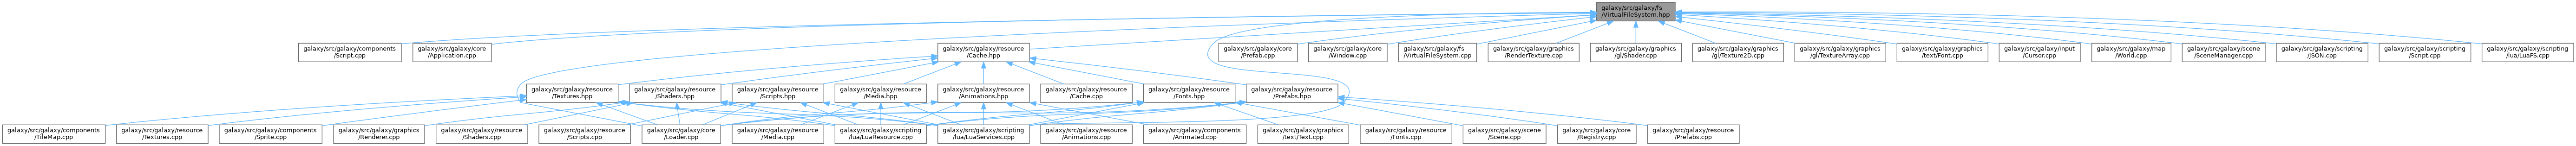 galaxy/src/galaxy/fs
/VirtualFileSystem.hpp
galaxy/src/galaxy/components
/Script.cpp
galaxy/src/galaxy/core
/Application.cpp
galaxy/src/galaxy/resource
/Cache.hpp
galaxy/src/galaxy/core
/Prefab.cpp
galaxy/src/galaxy/core
/Window.cpp
galaxy/src/galaxy/fs
/VirtualFileSystem.cpp
galaxy/src/galaxy/graphics
/RenderTexture.cpp
galaxy/src/galaxy/graphics
/gl/Shader.cpp
galaxy/src/galaxy/graphics
/gl/Texture2D.cpp
galaxy/src/galaxy/graphics
/gl/TextureArray.cpp
galaxy/src/galaxy/graphics
/text/Font.cpp
galaxy/src/galaxy/input
/Cursor.cpp
galaxy/src/galaxy/map
/World.cpp
galaxy/src/galaxy/scene
/SceneManager.cpp
galaxy/src/galaxy/scripting
/JSON.cpp
galaxy/src/galaxy/scripting
/Script.cpp
galaxy/src/galaxy/scripting
/lua/LuaFS.cpp
galaxy/src/galaxy/resource
/Textures.hpp
galaxy/src/galaxy/resource
/Shaders.hpp
galaxy/src/galaxy/resource
/Scripts.hpp
galaxy/src/galaxy/resource
/Media.hpp
galaxy/src/galaxy/resource
/Animations.hpp
galaxy/src/galaxy/resource
/Cache.cpp
galaxy/src/galaxy/resource
/Fonts.hpp
galaxy/src/galaxy/resource
/Prefabs.hpp
galaxy/src/galaxy/components
/TileMap.cpp
galaxy/src/galaxy/resource
/Textures.cpp
galaxy/src/galaxy/components
/Sprite.cpp
galaxy/src/galaxy/graphics
/Renderer.cpp
galaxy/src/galaxy/resource
/Shaders.cpp
galaxy/src/galaxy/resource
/Scripts.cpp
galaxy/src/galaxy/core
/Loader.cpp
galaxy/src/galaxy/resource
/Media.cpp
galaxy/src/galaxy/scripting
/lua/LuaResource.cpp
galaxy/src/galaxy/scripting
/lua/LuaServices.cpp
galaxy/src/galaxy/resource
/Animations.cpp
galaxy/src/galaxy/components
/Animated.cpp
galaxy/src/galaxy/graphics
/text/Text.cpp
galaxy/src/galaxy/resource
/Fonts.cpp
galaxy/src/galaxy/scene
/Scene.cpp
galaxy/src/galaxy/core
/Registry.cpp
galaxy/src/galaxy/resource
/Prefabs.cpp